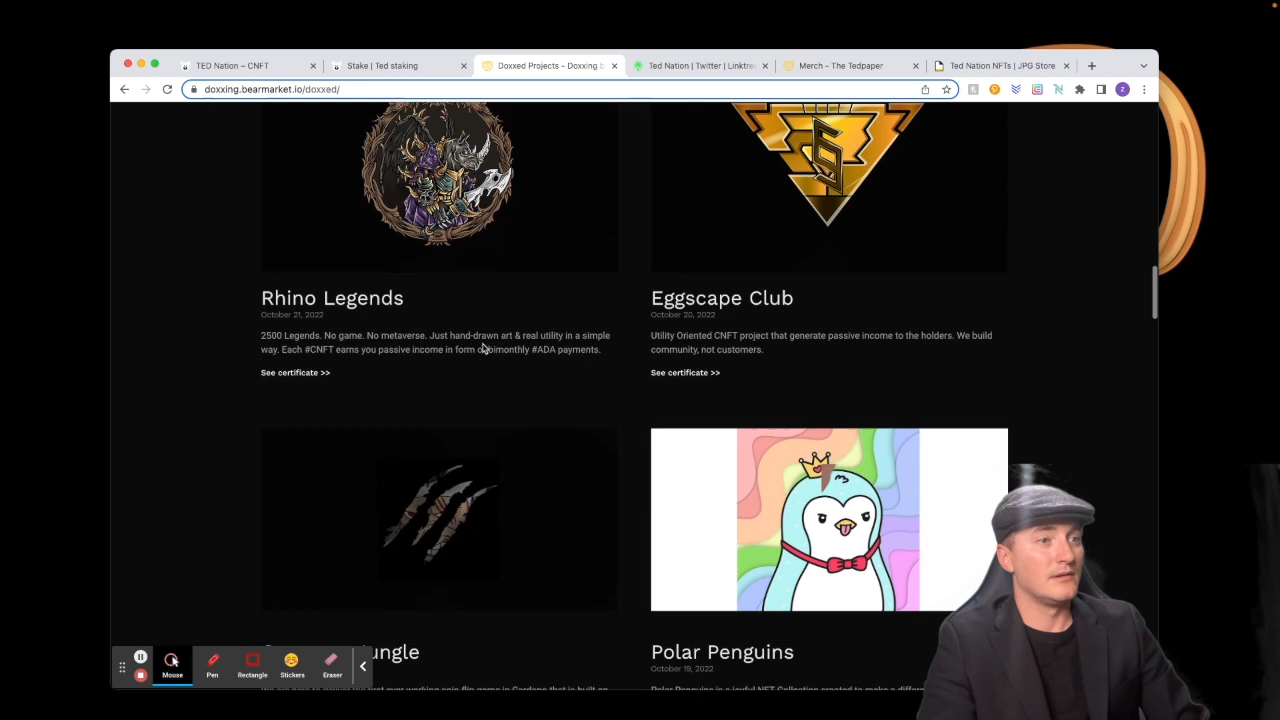 TED Nation – CNFT
Stake | Ted staking
Doxxed Projects - Doxxing b
Ted Nation | Twitter | Linktre
Merch - The Tedpaper
Ted Nation NFTs | JPG Store
doxxing.bearmarket.io/doxxed/
Z
Rhino Legends
October 21, 2022
2500 Legends. No game. No metaverse. Just hand-drawn art & real utility in a simple
way. Each #CNFT earns you passive income in form of bimonthly #ADA payments.
See certificate >>
Eggscape Club
October 20, 2022
Utility Oriented CNFT project that generate passive income to the holders. We build
community, not customers.
See certificate >>
ungle
Polar Penguins
October 19, 2022
Mouse
Pen
Rectangle
Stickers
Eraser